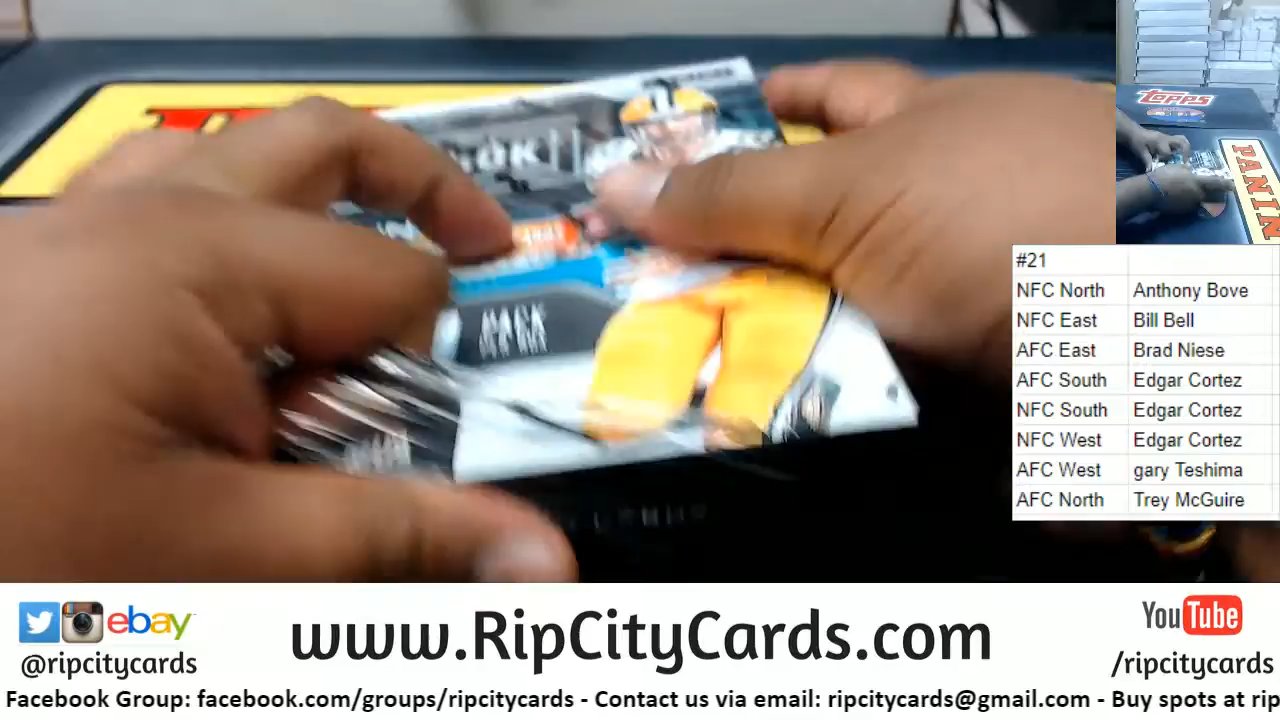 topps
PANIN
#21
NFC North Anthony Bove
NFC East Bill Bell
AFC East Brad Niese
AFC South Edgar Cortez
NFC South Edgar Cortez
NFC West Edgar Cortez
AFC West gary Teshima
AFC North Trey McGuire
ebay
@ripcitycards
www.RipCityCards.com
YouTube
/ripcitycards
Facebook Group: facebook.com/groups/ripcitycards - Contact us via email: ripcitycards@gmail.com - Buy spots at rip